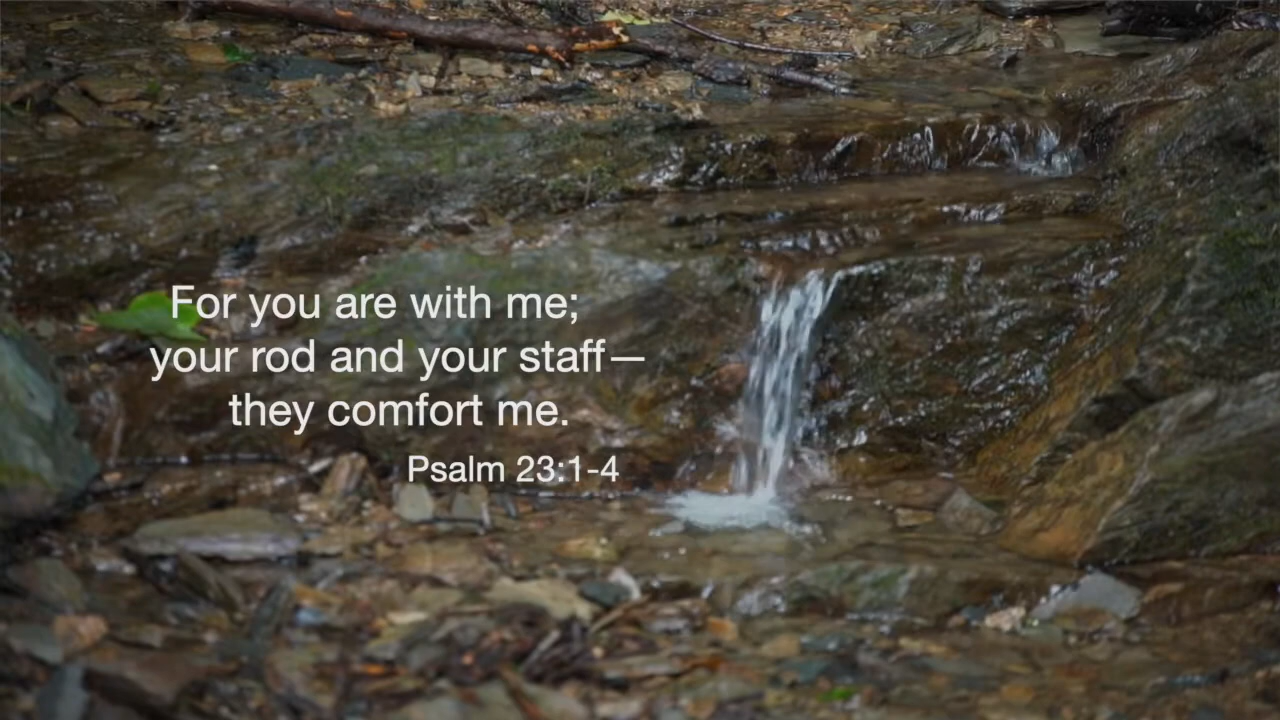 For you are with me;
your rod and your staff—
they comfort me.
Psalm 23:1-4